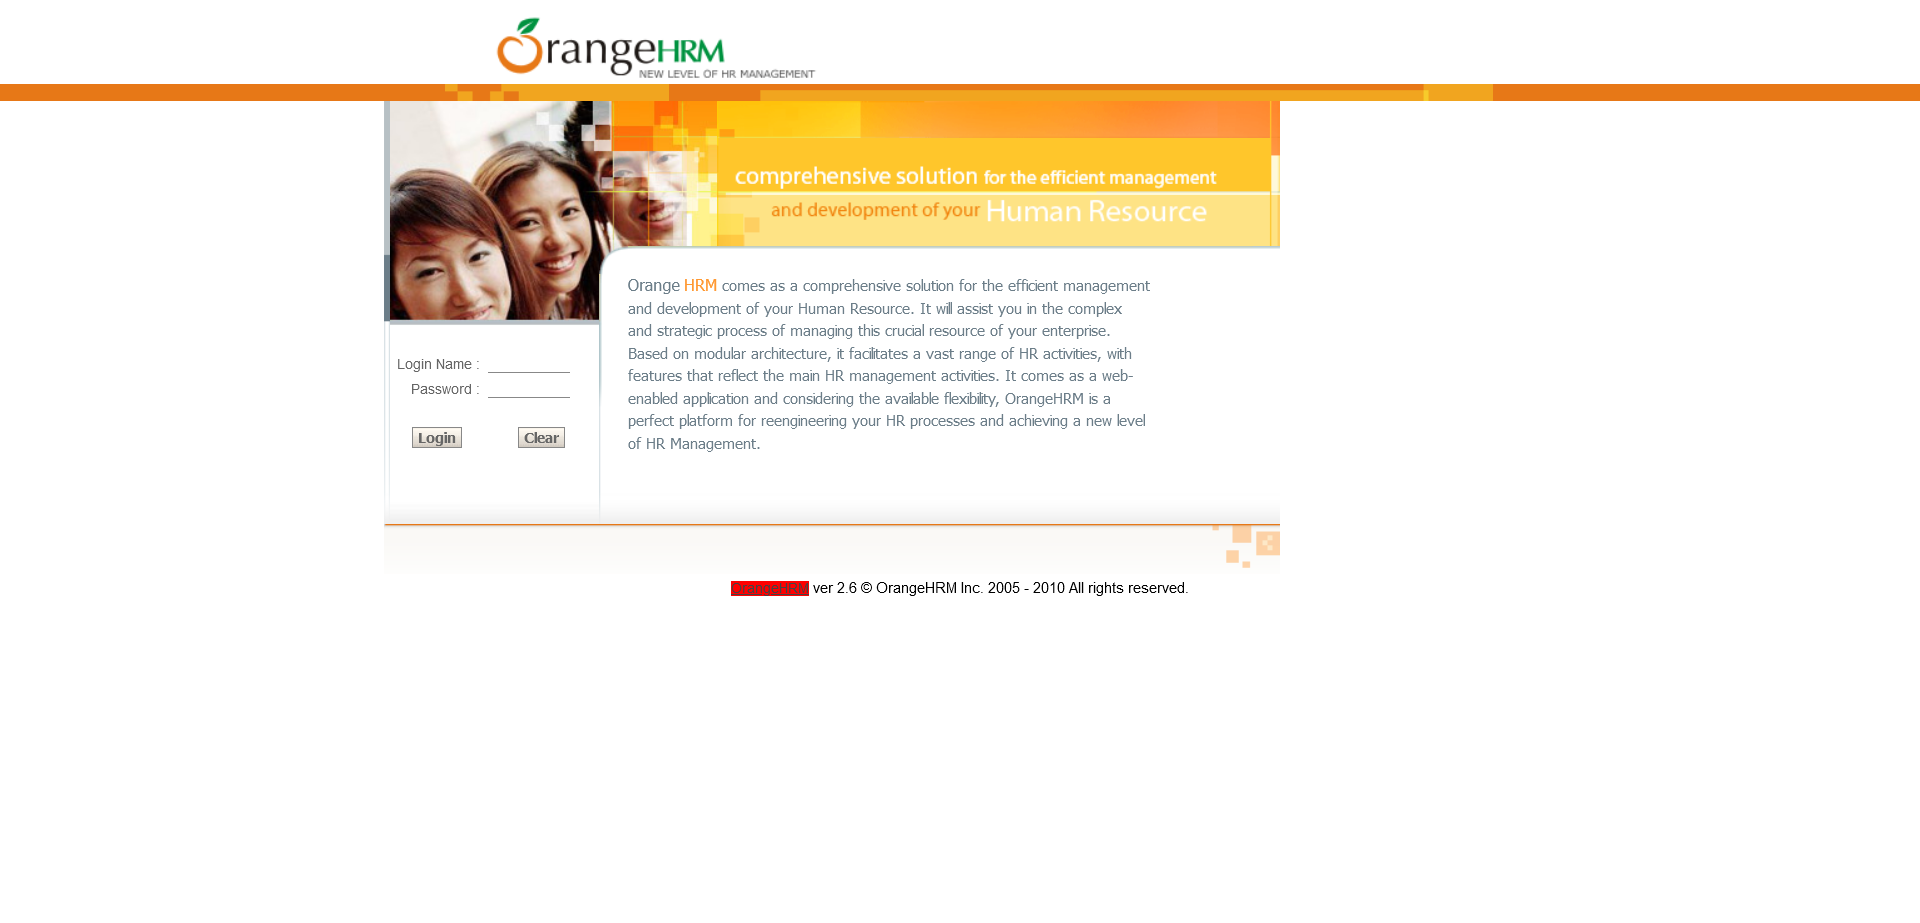 OrangeHRM
NEW LEVEL OF HR MANAGEMENT
comprehensive solution for the efficient management
and development of your Human Resource
Orange HRM comes as a comprehensive solution for the efficient management
and development of your Human Resource. It will assist you in the complex
and strategic process of managing this crucial resource of your enterprise.
Based on modular architecture, it facilitates a vast range of HR activities, with
features that reflect the main HR management activities. It comes as a web-
enabled application and considering the available flexibility, OrangeHRM is a
perfect platform for reengineering your HR processes and achieving a new level
of HR Management.
Login Name :
Password :
Login Clear
OrangeHRM ver 2.6 © OrangeHRM Inc. 2005 - 2010 All rights reserved.